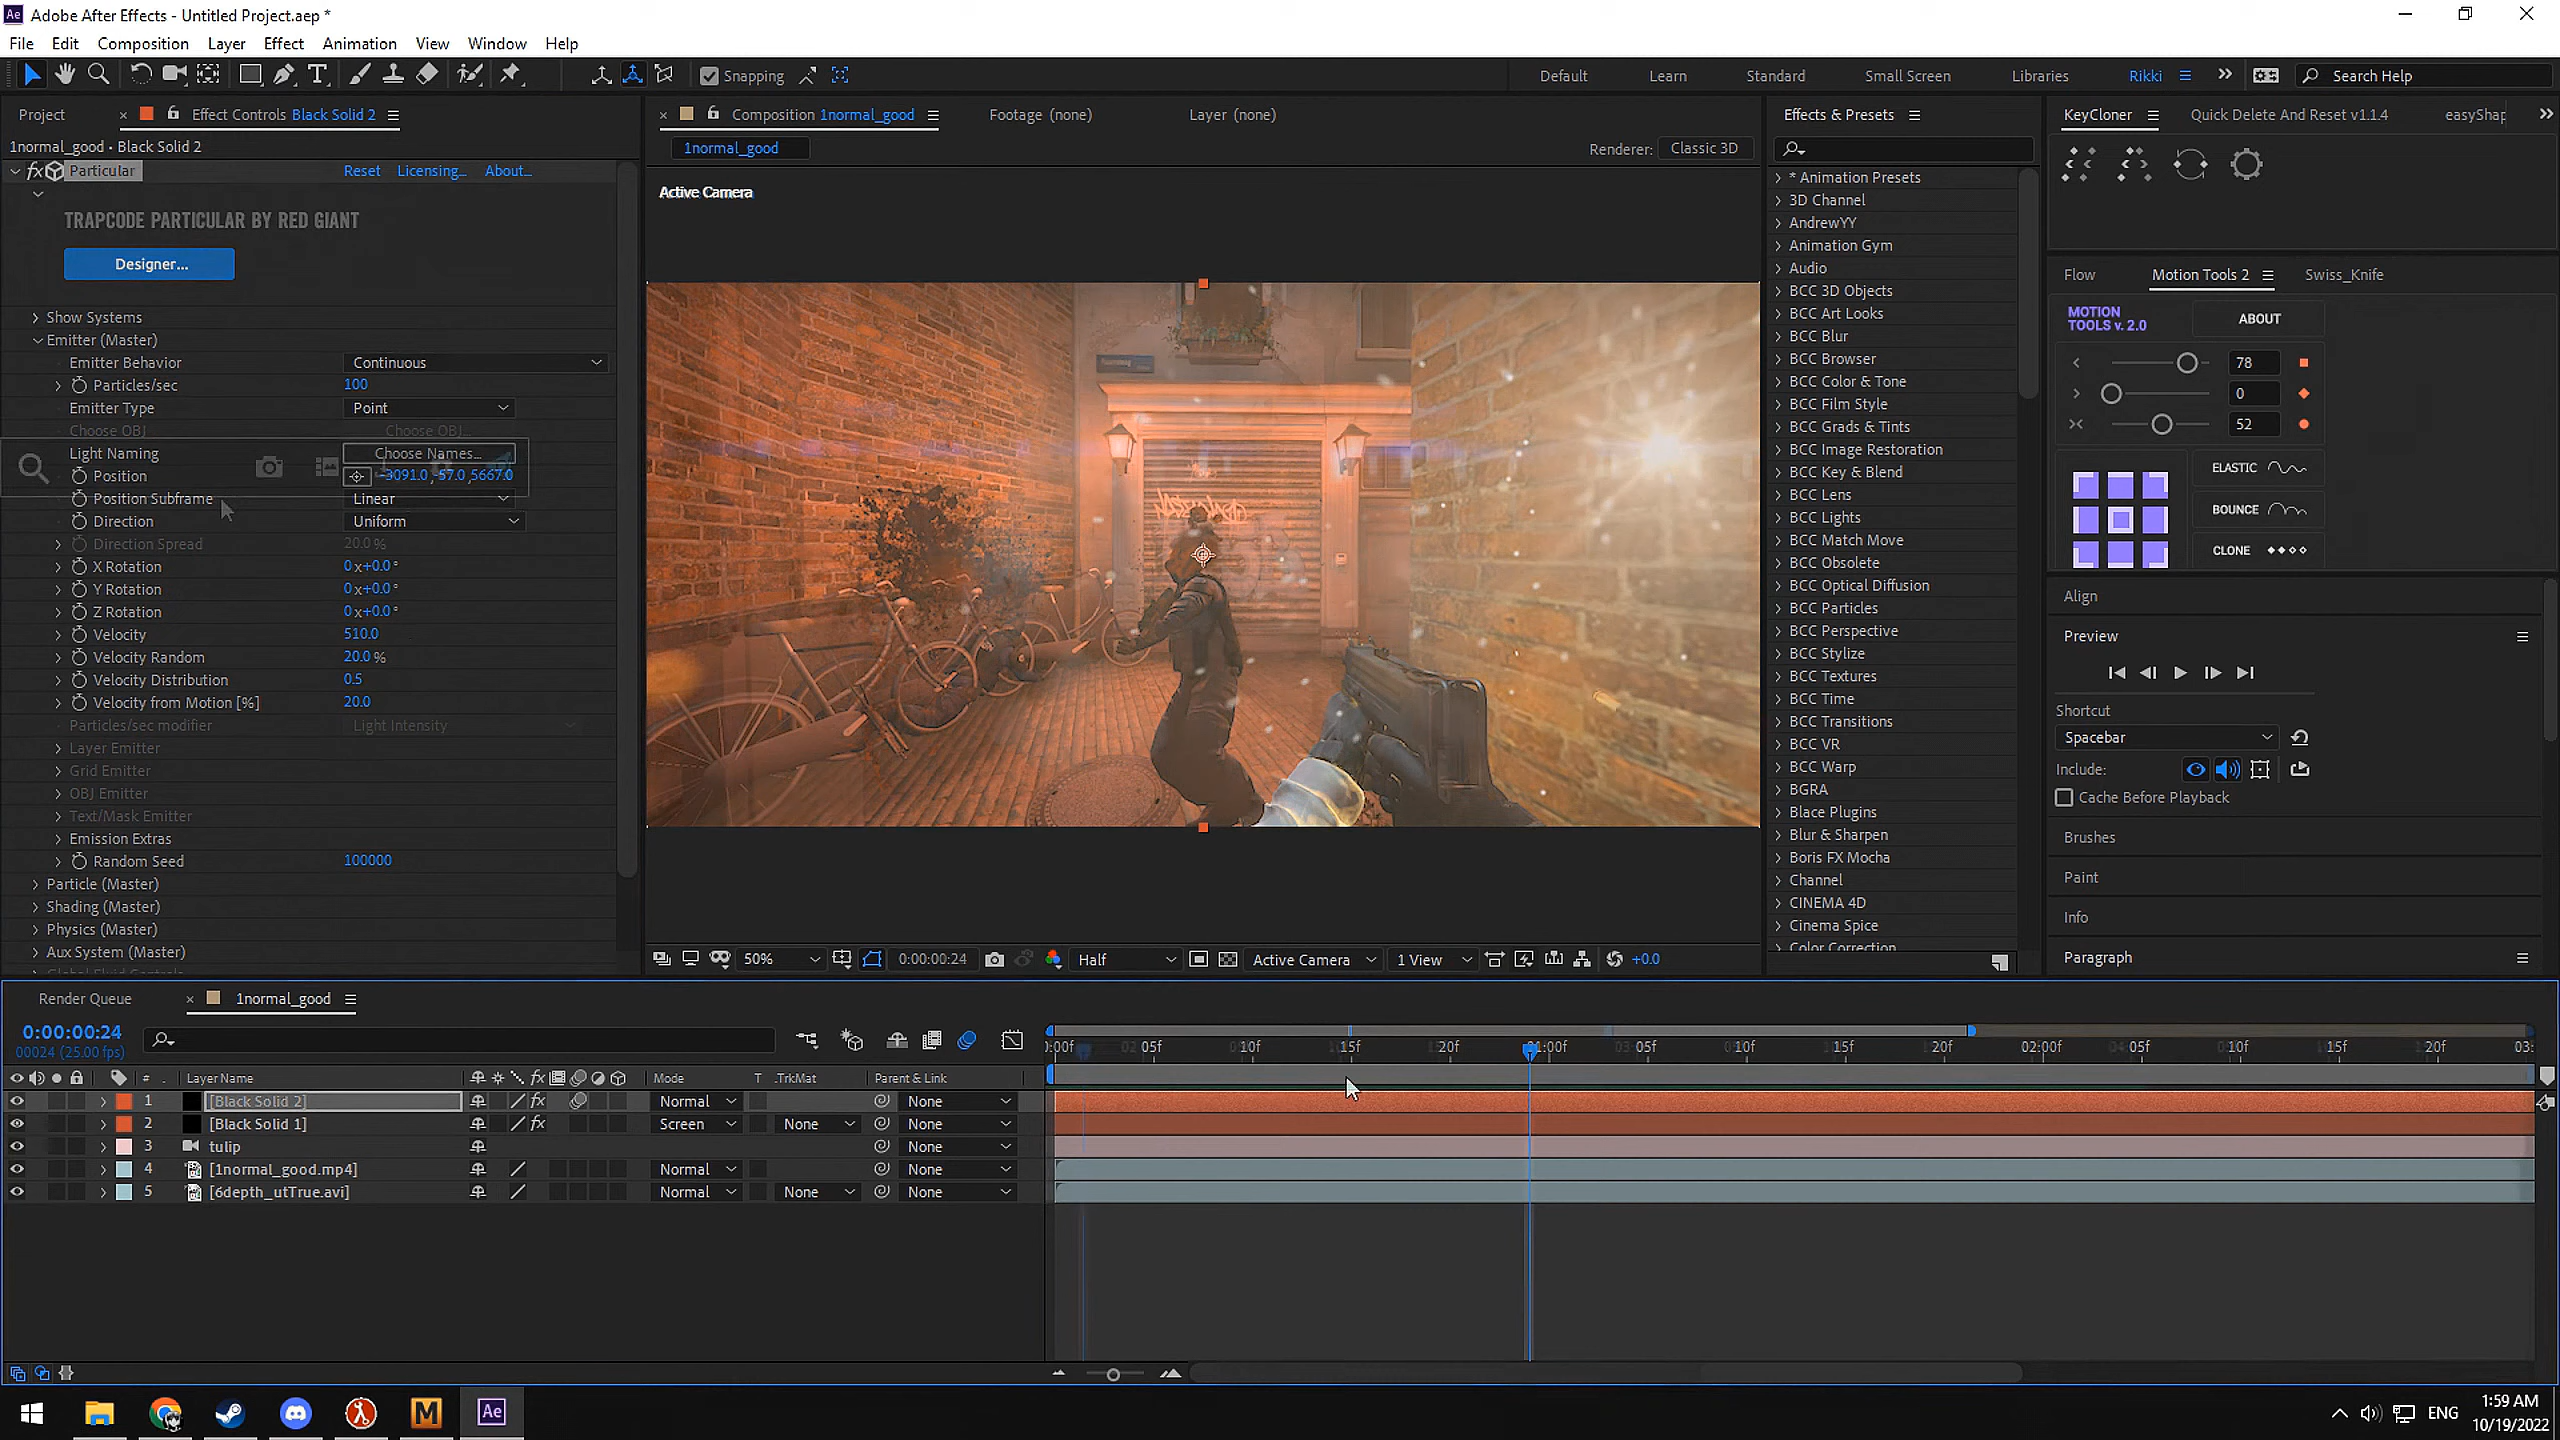 Ae Adobe After Effects - Untitled Project.aep *
File Edit Composition Layer Effect Animation View Window Help
Snapping Default Learn Standard Small Screen Libraries Rikki Search Help
Project Effect Controls Black Solid 2
1normal_good • Black Solid 2
fx Particular Reset Licensing... About...
TRAPCODE PARTICULAR BY RED GIANT
Designer...
Show Systems
Emitter (Master)
Emitter Behavior Continuous
Particles/sec 100
Emitter Type Point
Choose OBJ Choose OBJ...
Light Naming Choose Names...
Position -3091.0,-57.0,5667.0
Position Subframe Linear
Direction Uniform
Direction Spread 20.0 %
X Rotation 0x+0.0°
Y Rotation 0x+0.0°
Z Rotation 0x+0.0°
Velocity 510.0
Velocity Random 20.0 %
Velocity Distribution 0.5
Velocity from Motion [%] 20.0
Particles/sec modifier Light Intensity
Layer Emitter
Grid Emitter
OBJ Emitter
Text/Mask Emitter
Emission Extras
Random Seed 100000
Particle (Master)
Shading (Master)
Physics (Master)
Aux System (Master)
Global Fluid Controls
Composition 1normal_good Footage (none) Layer (none)
1normal_good Renderer: Classic 3D
Active Camera
50% 0:00:00:24 Half Active Camera 1 View +0.0
Effects & Presets
* Animation Presets
3D Channel
AndrewYY
Animation Gym
Audio
BCC 3D Objects
BCC Art Looks
BCC Blur
BCC Browser
BCC Color & Tone
BCC Film Style
BCC Grads & Tints
BCC Image Restoration
BCC Key & Blend
BCC Lens
BCC Lights
BCC Match Move
BCC Obsolete
BCC Optical Diffusion
BCC Particles
BCC Perspective
BCC Stylize
BCC Textures
BCC Time
BCC Transitions
BCC VR
BCC Warp
BGRA
Blace Plugins
Blur & Sharpen
Boris FX Mocha
Channel
CINEMA 4D
Cinema Spice
Color Correction
KeyCloner Quick Delete And Reset v1.1.4 easyShap
Flow Motion Tools 2 Swiss_Knife
MOTION
TOOLS v. 2.0 ABOUT
78
0
52
ELASTIC
BOUNCE
CLONE
Align
Preview
Shortcut
Spacebar
Include:
Cache Before Playback
Brushes
Paint
Info
Paragraph
Render Queue 1normal_good
0:00:00:24
00024 (25.00 fps)
):00f 05f 10f 15f 20f 01:00f 05f 10f 15f 20f 02:00f 05f 10f 15f 20f 03:
# Layer Name fx Mode T .TrkMat Parent & Link
1 [Black Solid 2] fx Normal None
2 [Black Solid 1] fx Screen None None
3 tulip None
4 [1normal_good.mp4] Normal None
5 [6depth_utTrue.avi] Normal None None
M Ae ENG 1:59 AM
10/19/2022